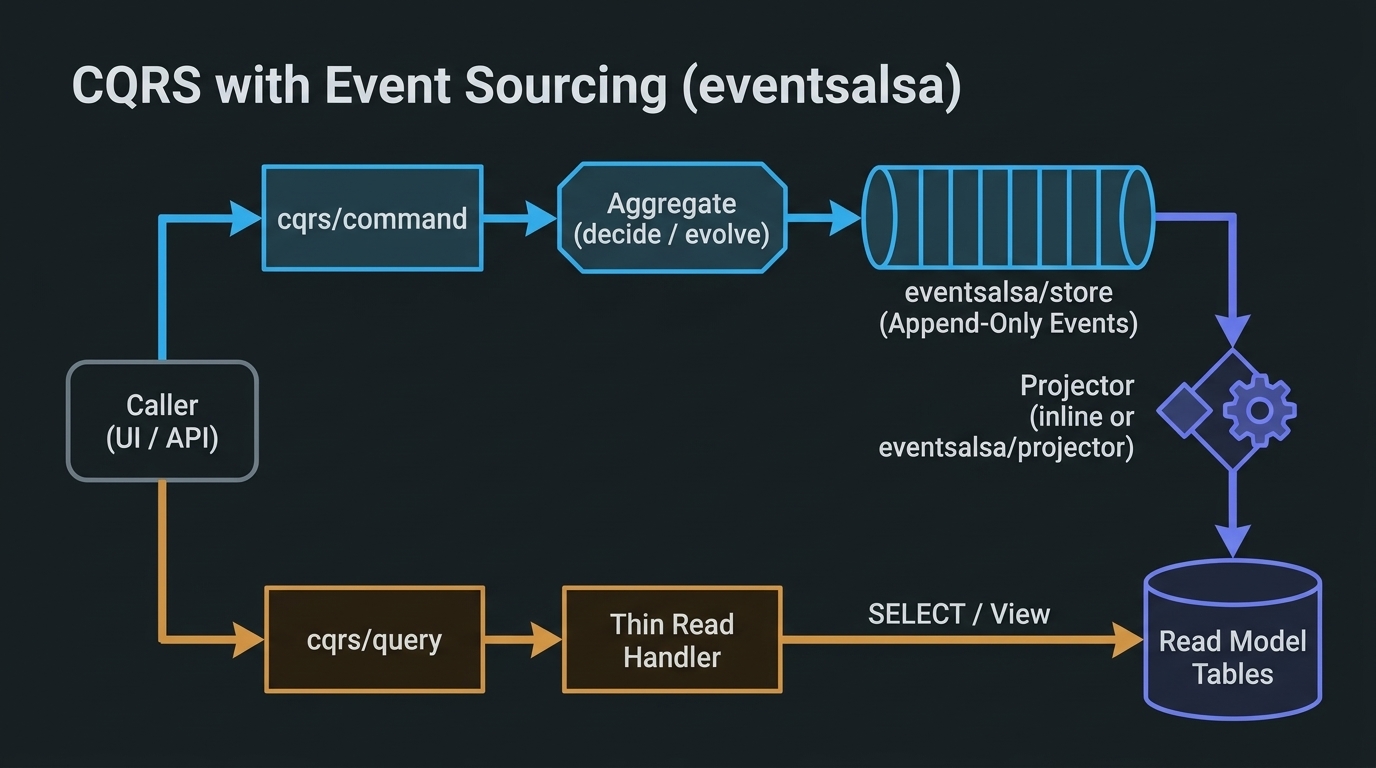 CQRS with Event Sourcing (eventsalsa)
cqrs/command
Aggregate
(decide / evolve)
eventsalsa/store
(Append-Only Events)
Caller
(UI / API)
Projector
(inline or
eventsalsa/projector)
cqrs/query
Thin Read
Handler
SELECT / View
Read Model
Tables